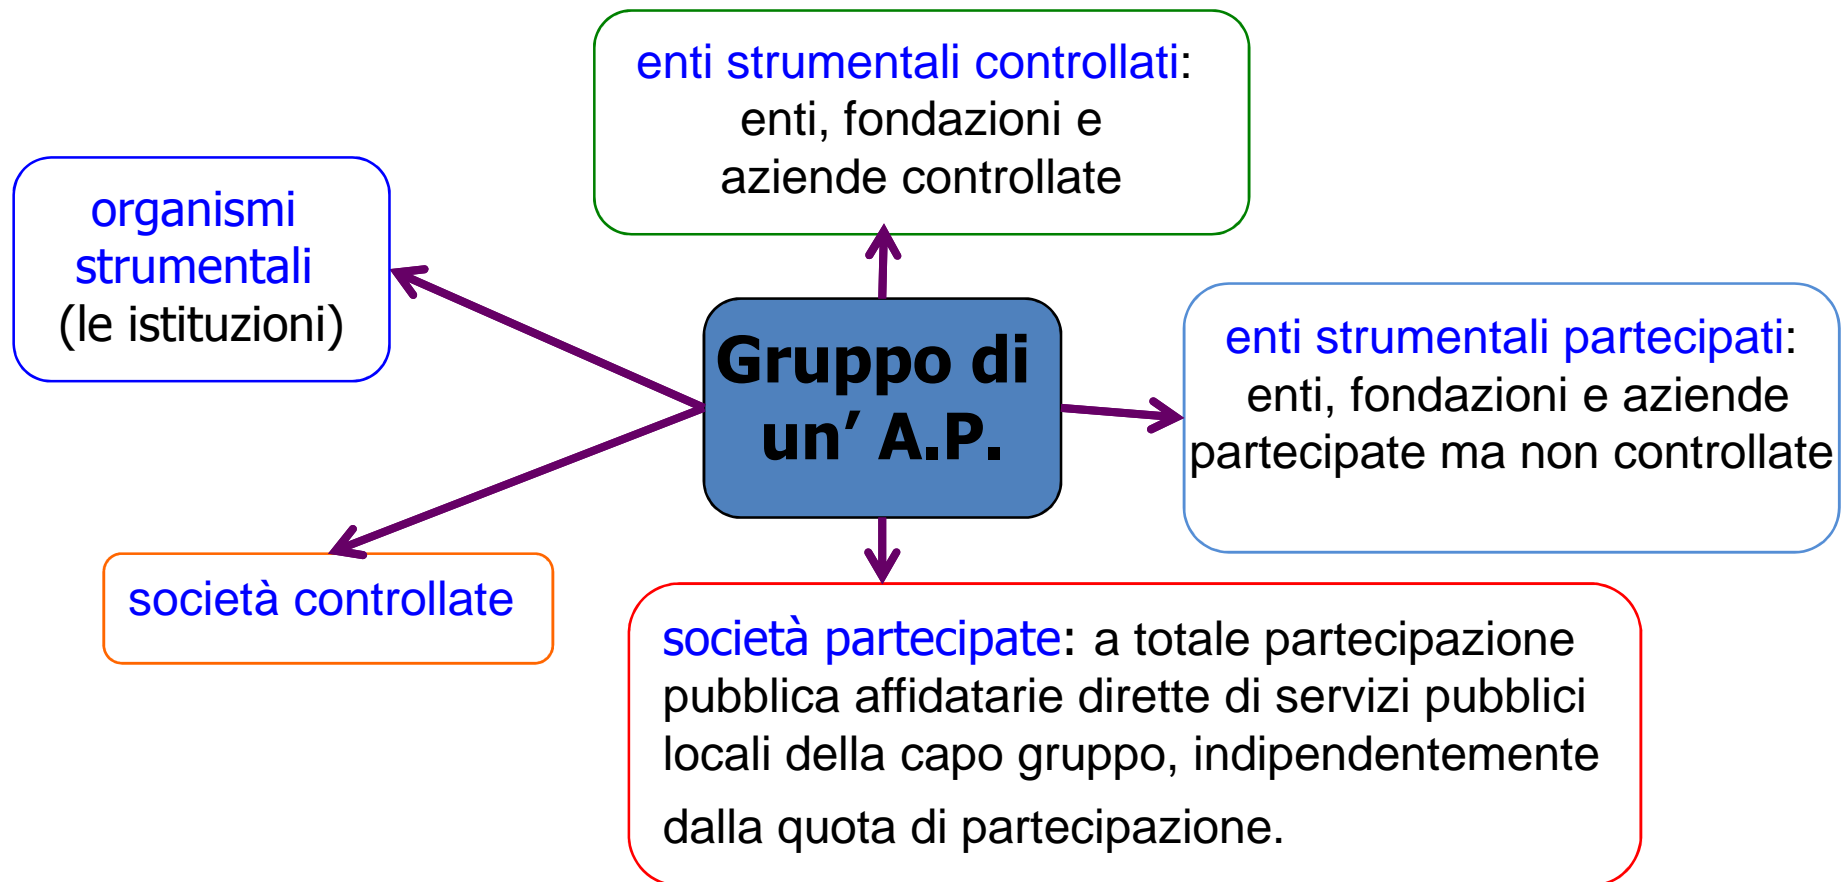 enti strumentali controllati:
enti, fondazioni e
aziende controllate
organismi
strumentali
(le istituzioni)
Gruppo di
un’ A.P.
enti strumentali partecipati:
enti, fondazioni e aziende
partecipate ma non controllate
società controllate
società partecipate: a totale partecipazione
pubblica affidatarie dirette di servizi pubblici
locali della capo gruppo, indipendentemente
dalla quota di partecipazione.